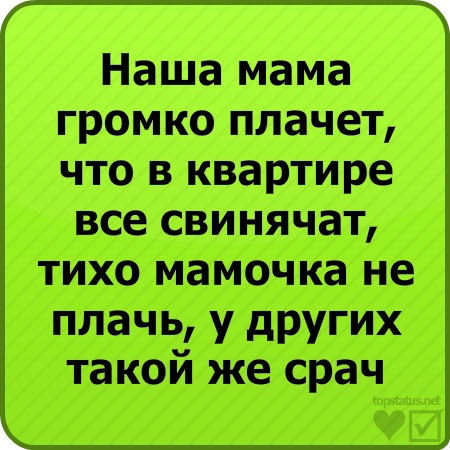 Наша мама
громко плачет,
что в квартире
все свинячат,
тихо мамочка не
плачь, у других
такой же срач
topstatus.net